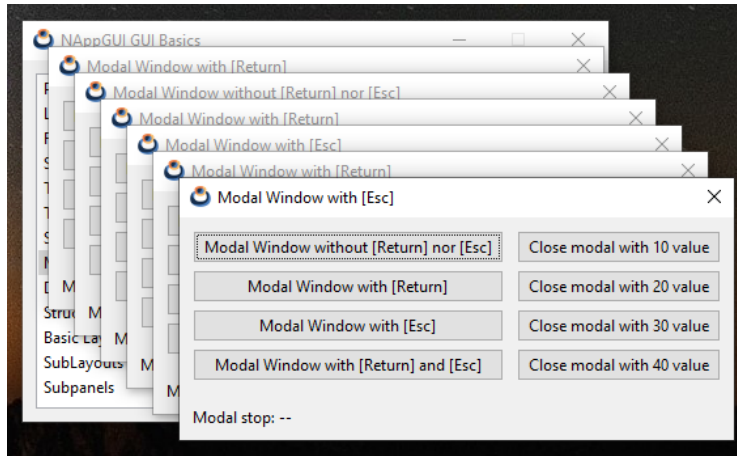 NAppGUI GUI Basics
Modal Window with [Return]
Modal Window without [Return] nor [Esc]
Modal Window with [Return]
Modal Window with [Esc]
Modal Window with [Return]
Modal Window with [Esc]
Modal Window without [Return] nor [Esc] Close modal with 10 value
Modal Window with [Return] Close modal with 20 value
Modal Window with [Esc] Close modal with 30 value
Modal Window with [Return] and [Esc] Close modal with 40 value
Modal stop: --
Basic
SubLayouts
Subpanels